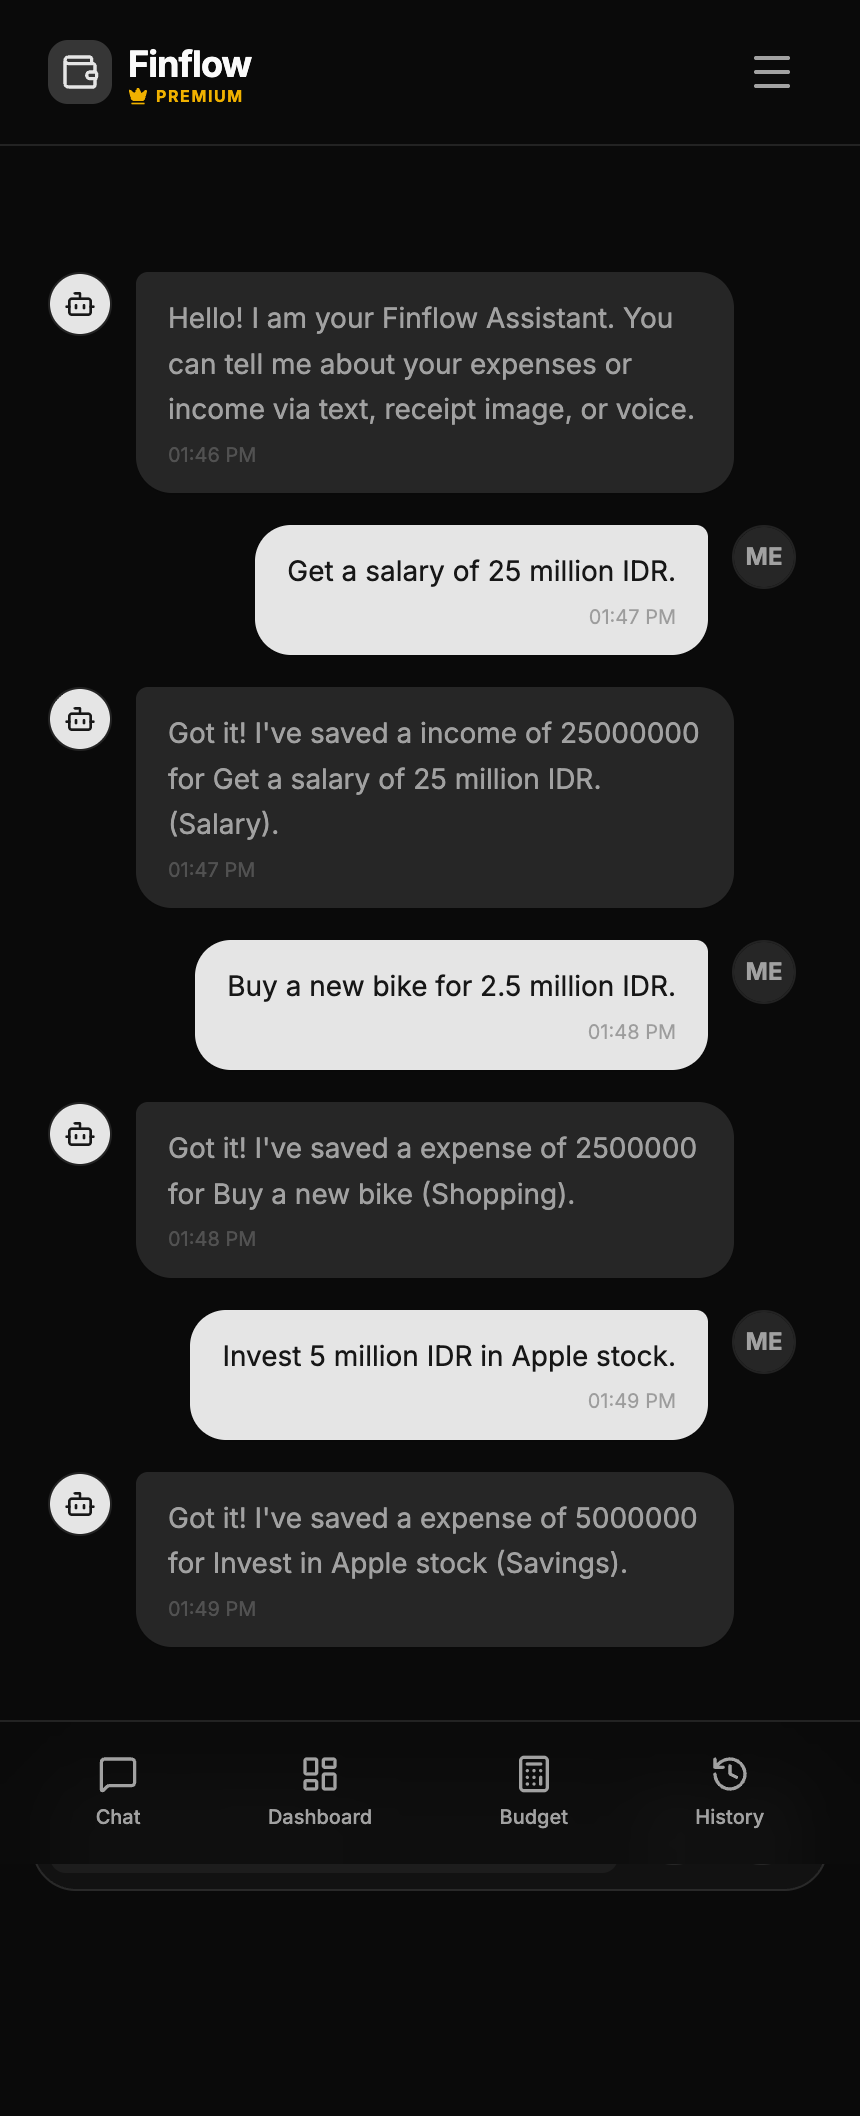 Finflow
PREMIUM
Hello! I am your Finflow Assistant. You
can tell me about your expenses or
income via text, receipt image, or voice.
01:46 PM
Get a salary of 25 million IDR.
ME
01:47 PM
Got it! I've saved a income of 25000000
for Get a salary of 25 million IDR.
(Salary).
01:47 PM
Buy a new bike for 2.5 million IDR.
ME
01:48 PM
Got it! I've saved a expense of 2500000
for Buy a new bike (Shopping).
01:48 PM
Invest 5 million IDR in Apple stock.
ME
01:49 PM
Got it! I've saved a expense of 5000000
for Invest in Apple stock (Savings).
01:49 PM
Chat
Dashboard
Budget
History